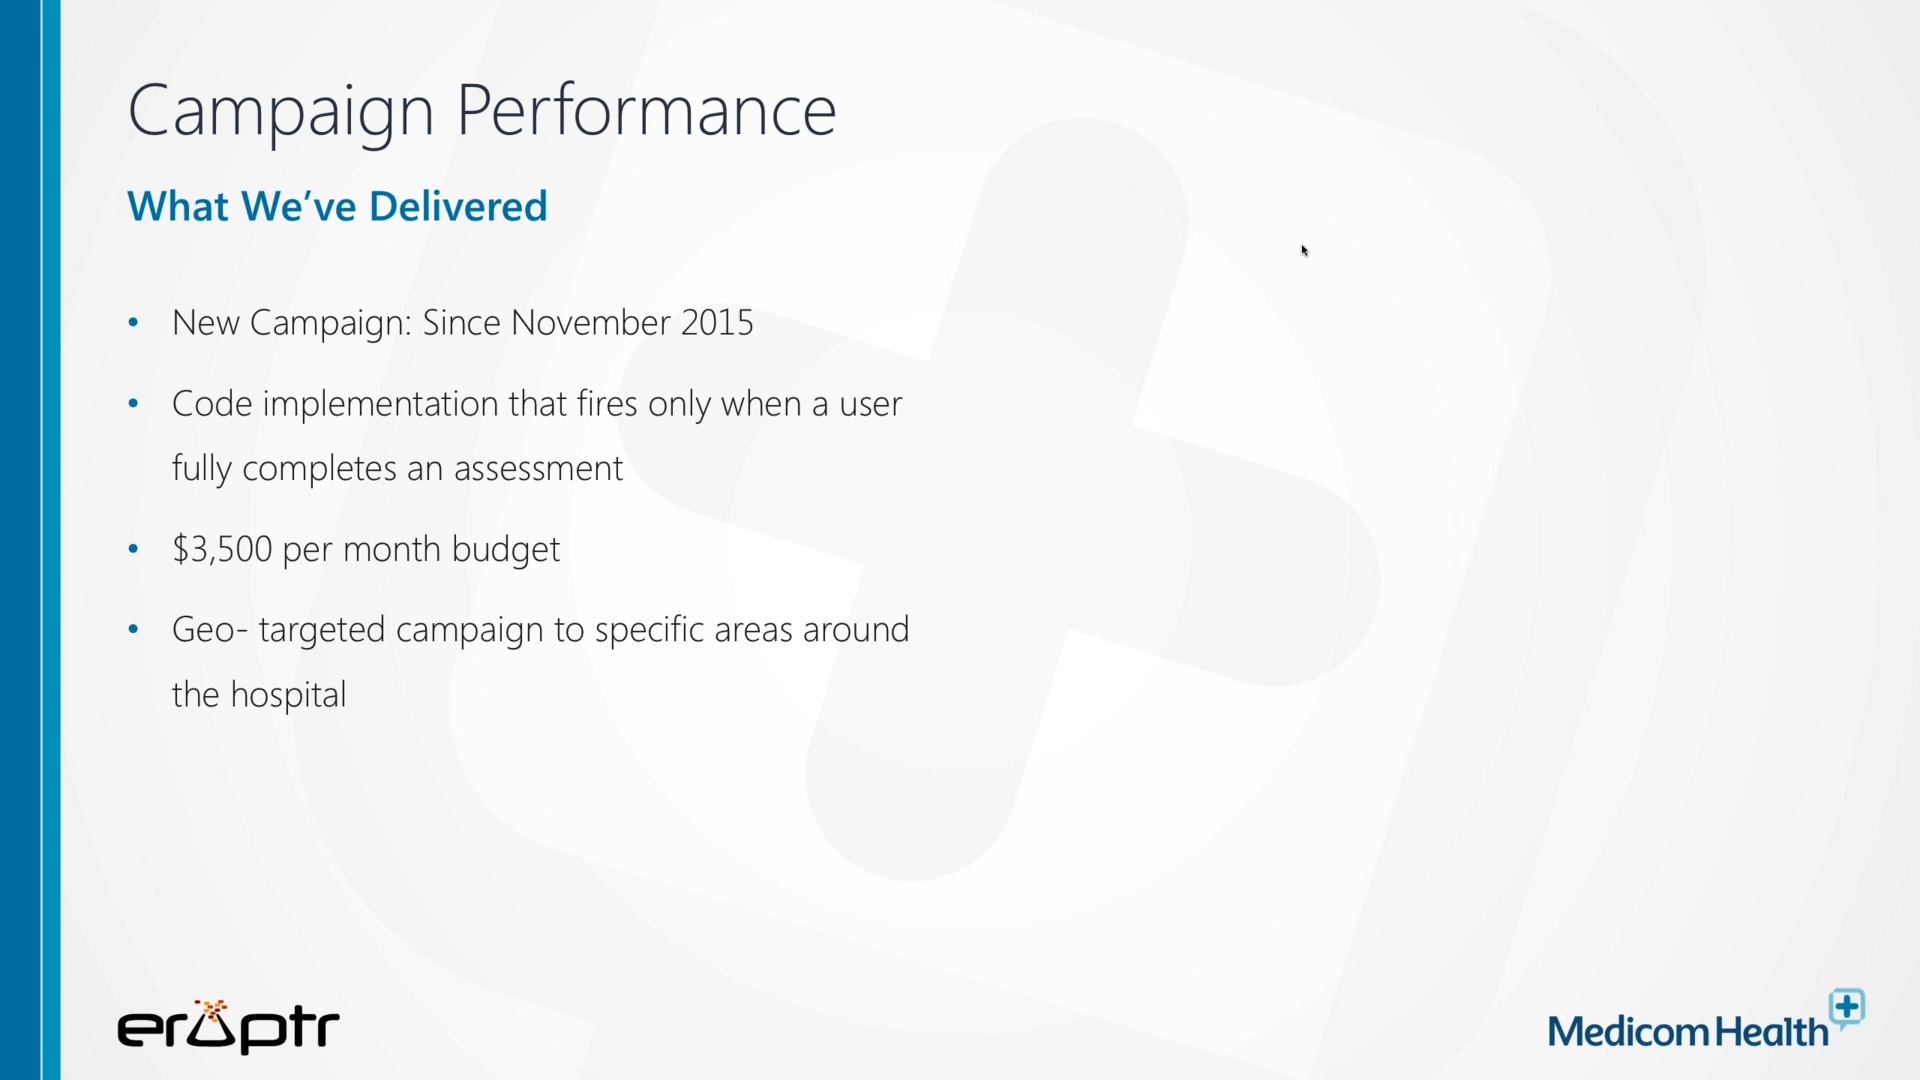 Campaign Performance
What We've Delivered
• New Campaign: Since November 2015
• Code implementation that fires only when a user
fully completes an assessment
• $3,500 per month budget
• Geo- targeted campaign to specific areas around
the hospital
eruptr
Medicom Health